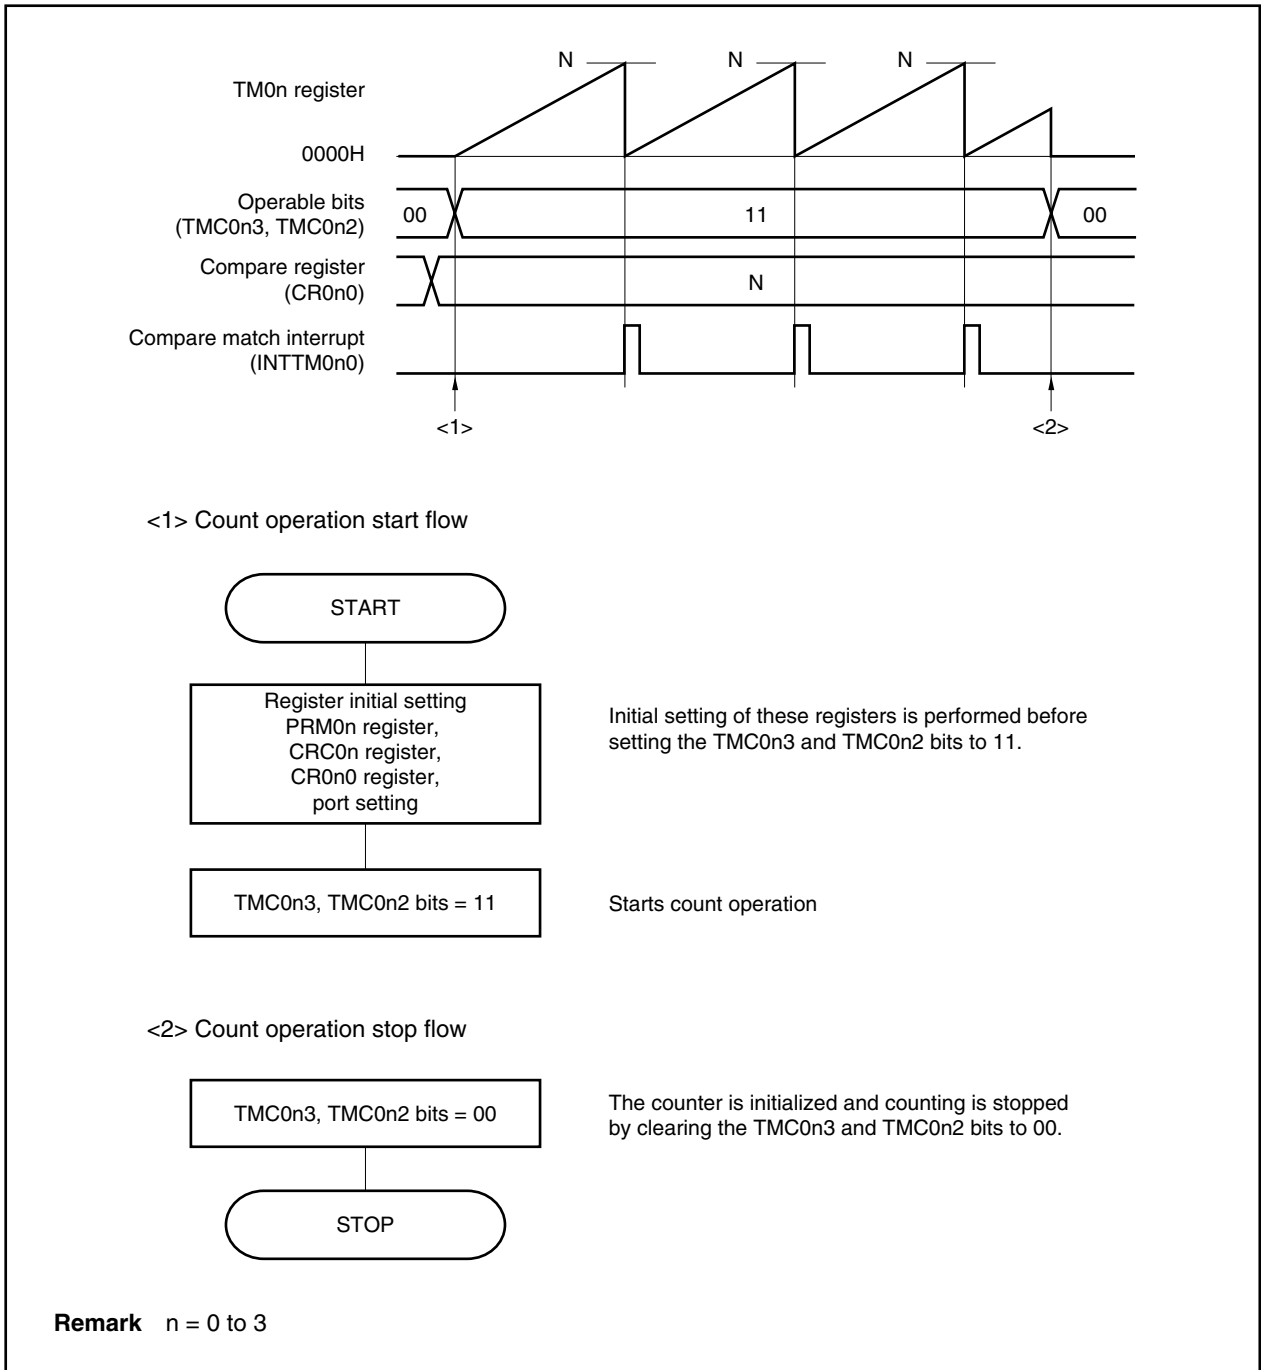 N N N
TM0n register
0000H
Operable bits
(TMC0n3, TMC0n2)
00 11 00
Compare register
(CR0n0)
N
Compare match interrupt
(INTTM0n0)
<1> <2>
<1> Count operation start flow
START
Register initial setting
PRM0n register,
CRC0n register,
CR0n0 register,
port setting
Initial setting of these registers is performed before
setting the TMC0n3 and TMC0n2 bits to 11.
TMC0n3, TMC0n2 bits = 11
Starts count operation
<2> Count operation stop flow
TMC0n3, TMC0n2 bits = 00
The counter is initialized and counting is stopped
by clearing the TMC0n3 and TMC0n2 bits to 00.
STOP
Remark n = 0 to 3